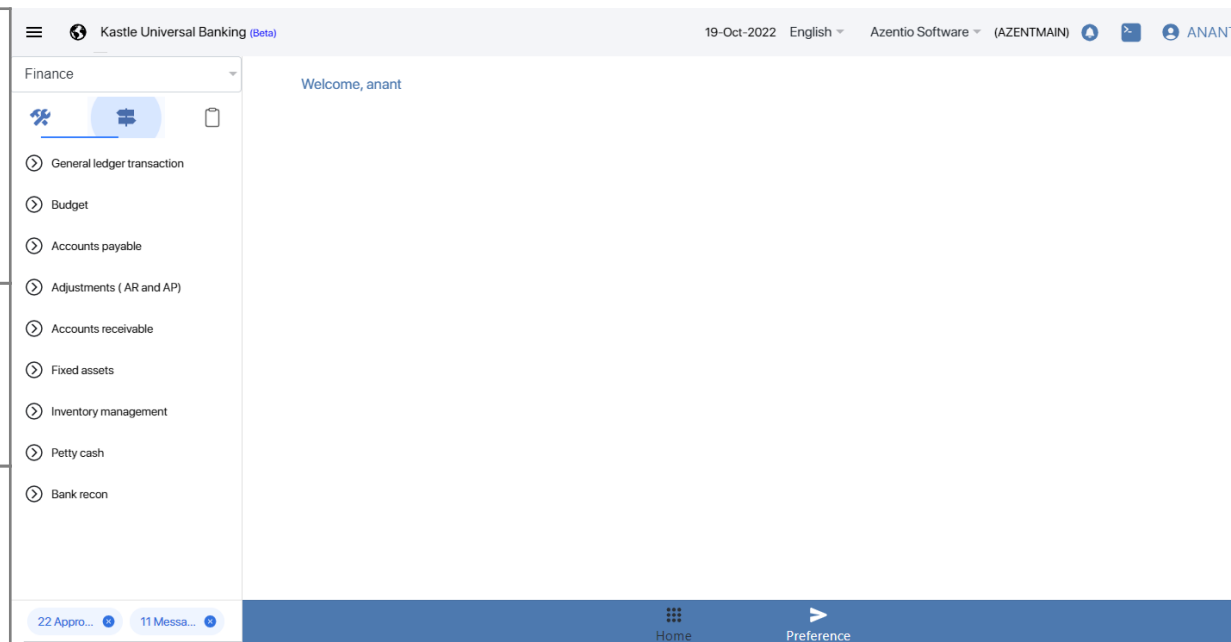 Kastle Universal Banking (Beta)
19-Oct-2022 English Azentio Software (AZENTMAIN) ANANT
Finance
Welcome, anant
General ledger transaction
Budget
Accounts payable
Adjustments ( AR and AP)
Accounts receivable
Fixed assets
Inventory management
Petty cash
Bank recon
22 Appro... 11 Messa...
Home Preference